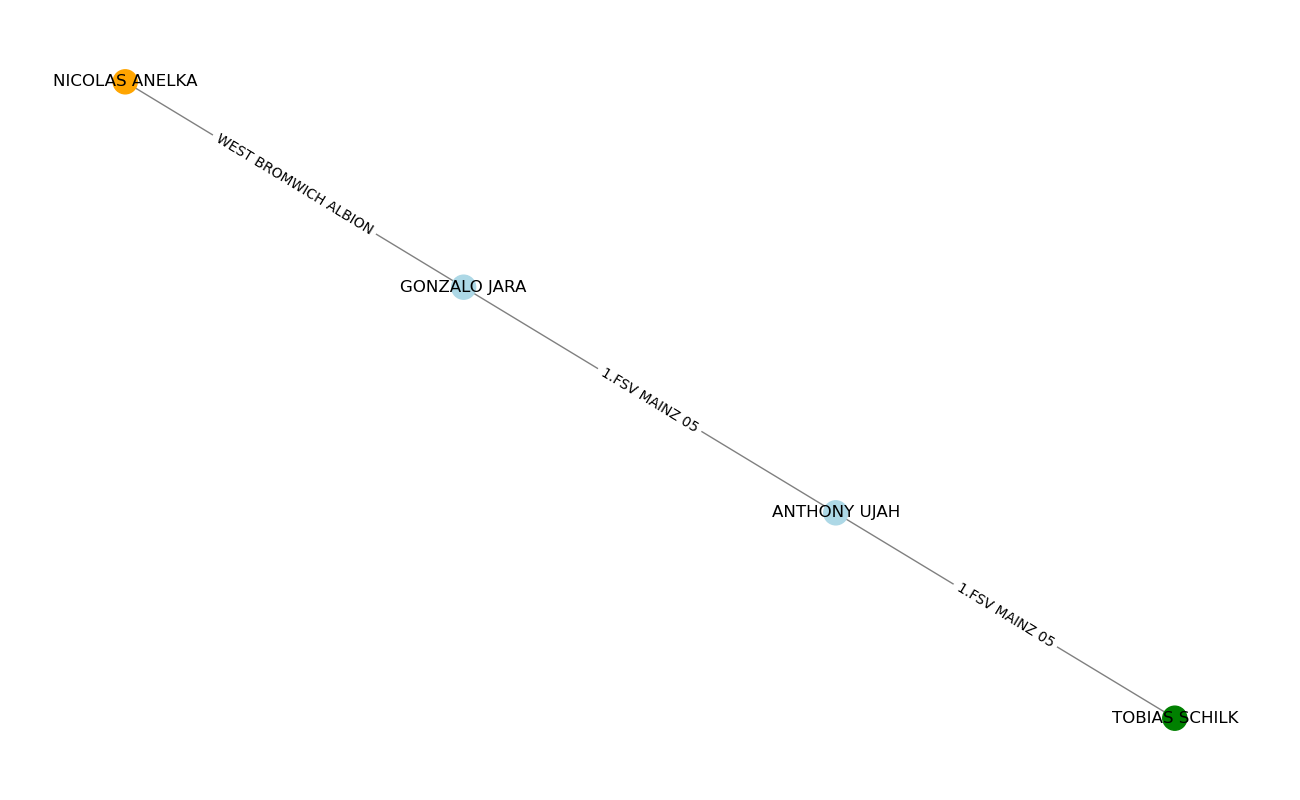 NICOLAS ANELKA
WEST BROMWICH ALBION
GONZALO JARA
1.FSV MAINZ 05
ANTHONY UJAH
1.FSV MAINZ 05
TOBIAS SCHILK